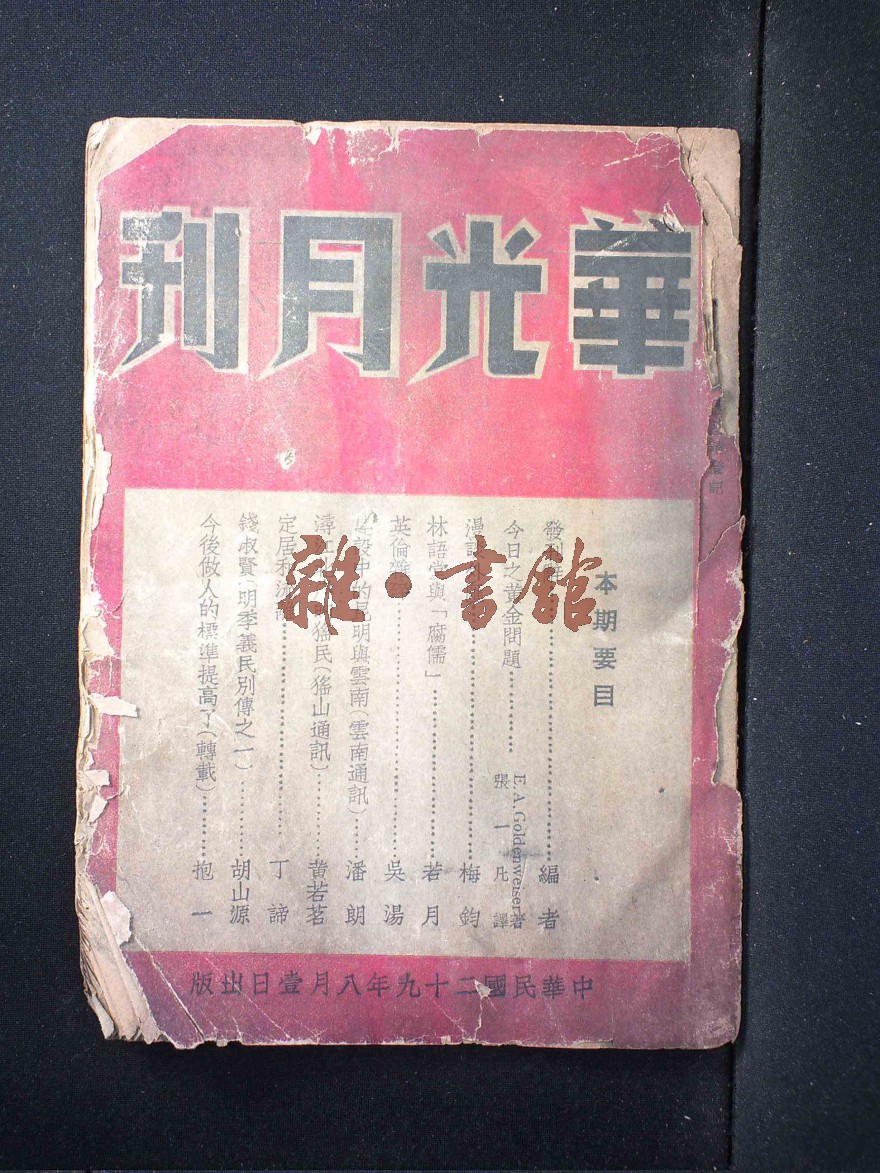 華光月刊
本期要目
發刊……編者
今日之黃金問題……E.A. Goldenweiser著 張一凡譯
漫……梅鈞
林語堂與「腐儒」……若月
英倫……吳湯
設中的昆明與雲南(雲南通訊)……潘朗
猺民(猺山通訊)……黃若茗
定居和……丁諦
錢叔賢(明季義民別傳之一)……胡山源
今後做人的標準提高了(轉載)……抱一
中華民國二十九年八月壹日出版
雜·書館
登記